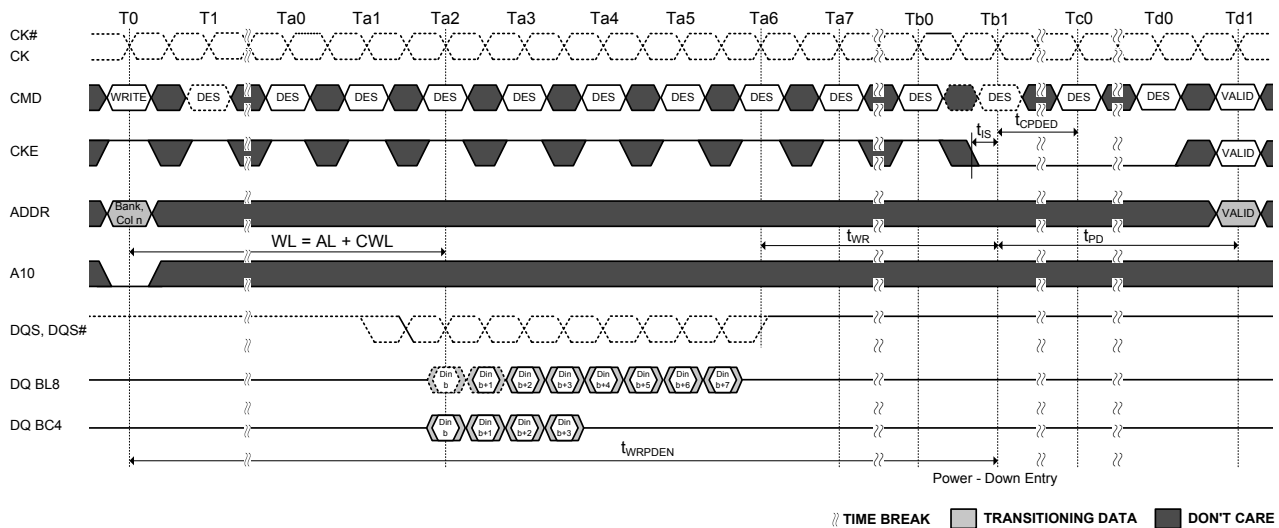 T0 T1 Ta0 Ta1 Ta2 Ta3 Ta4 Ta5 Ta6 Ta7 Tb0 Tb1 Tc0 Td0 Td1
CK#
CK
CMD WRITE DES DES DES DES DES DES DES DES DES DES DES DES DES VALID
tIS tCPDED
CKE VALID
ADDR Bank, Col n VALID
WL = AL + CWL tWR tPD
A10
DQS, DQS#
DQ BL8 Din b Din b+1 Din b+2 Din b+3 Din b+4 Din b+5 Din b+6 Din b+7
DQ BC4 Din b Din b+1 Din b+2 Din b+3
tWRPDEN
Power - Down Entry
TIME BREAK TRANSITIONING DATA DON'T CARE